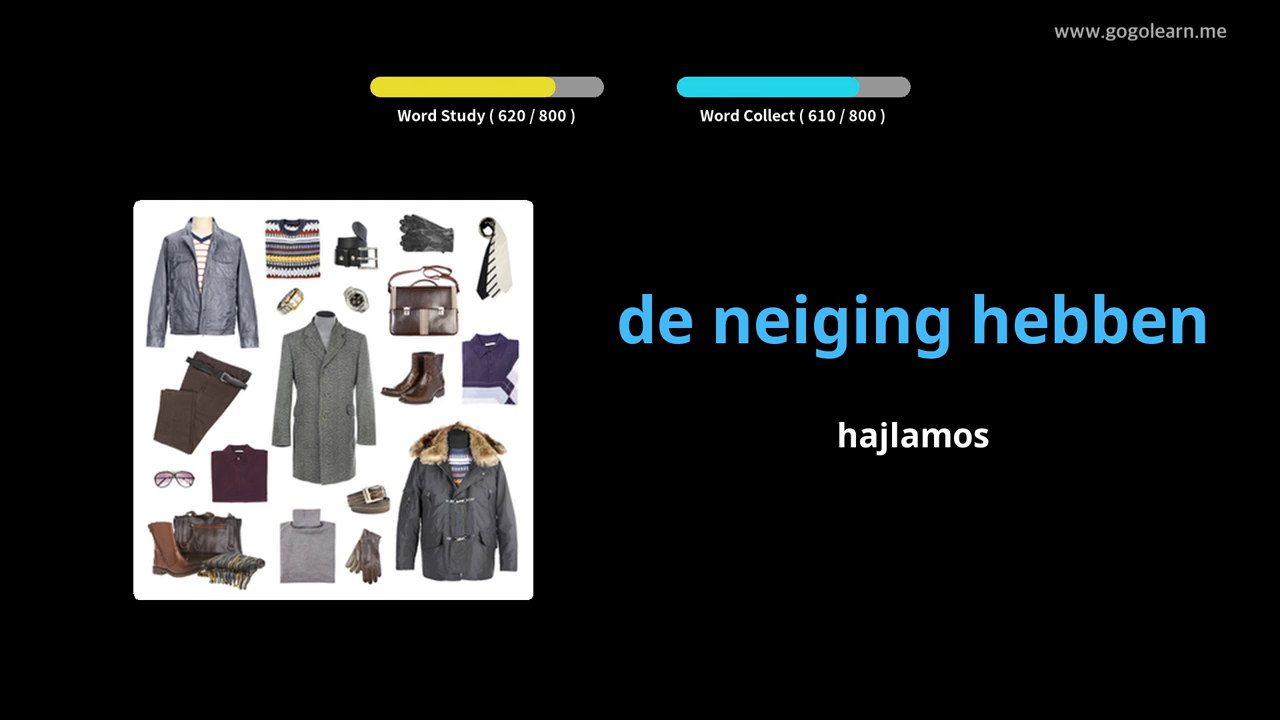 www.gogolearn.me
Word Study ( 620 / 800 )
Word Collect ( 610 / 800 )
de neiging hebben
hajlamos